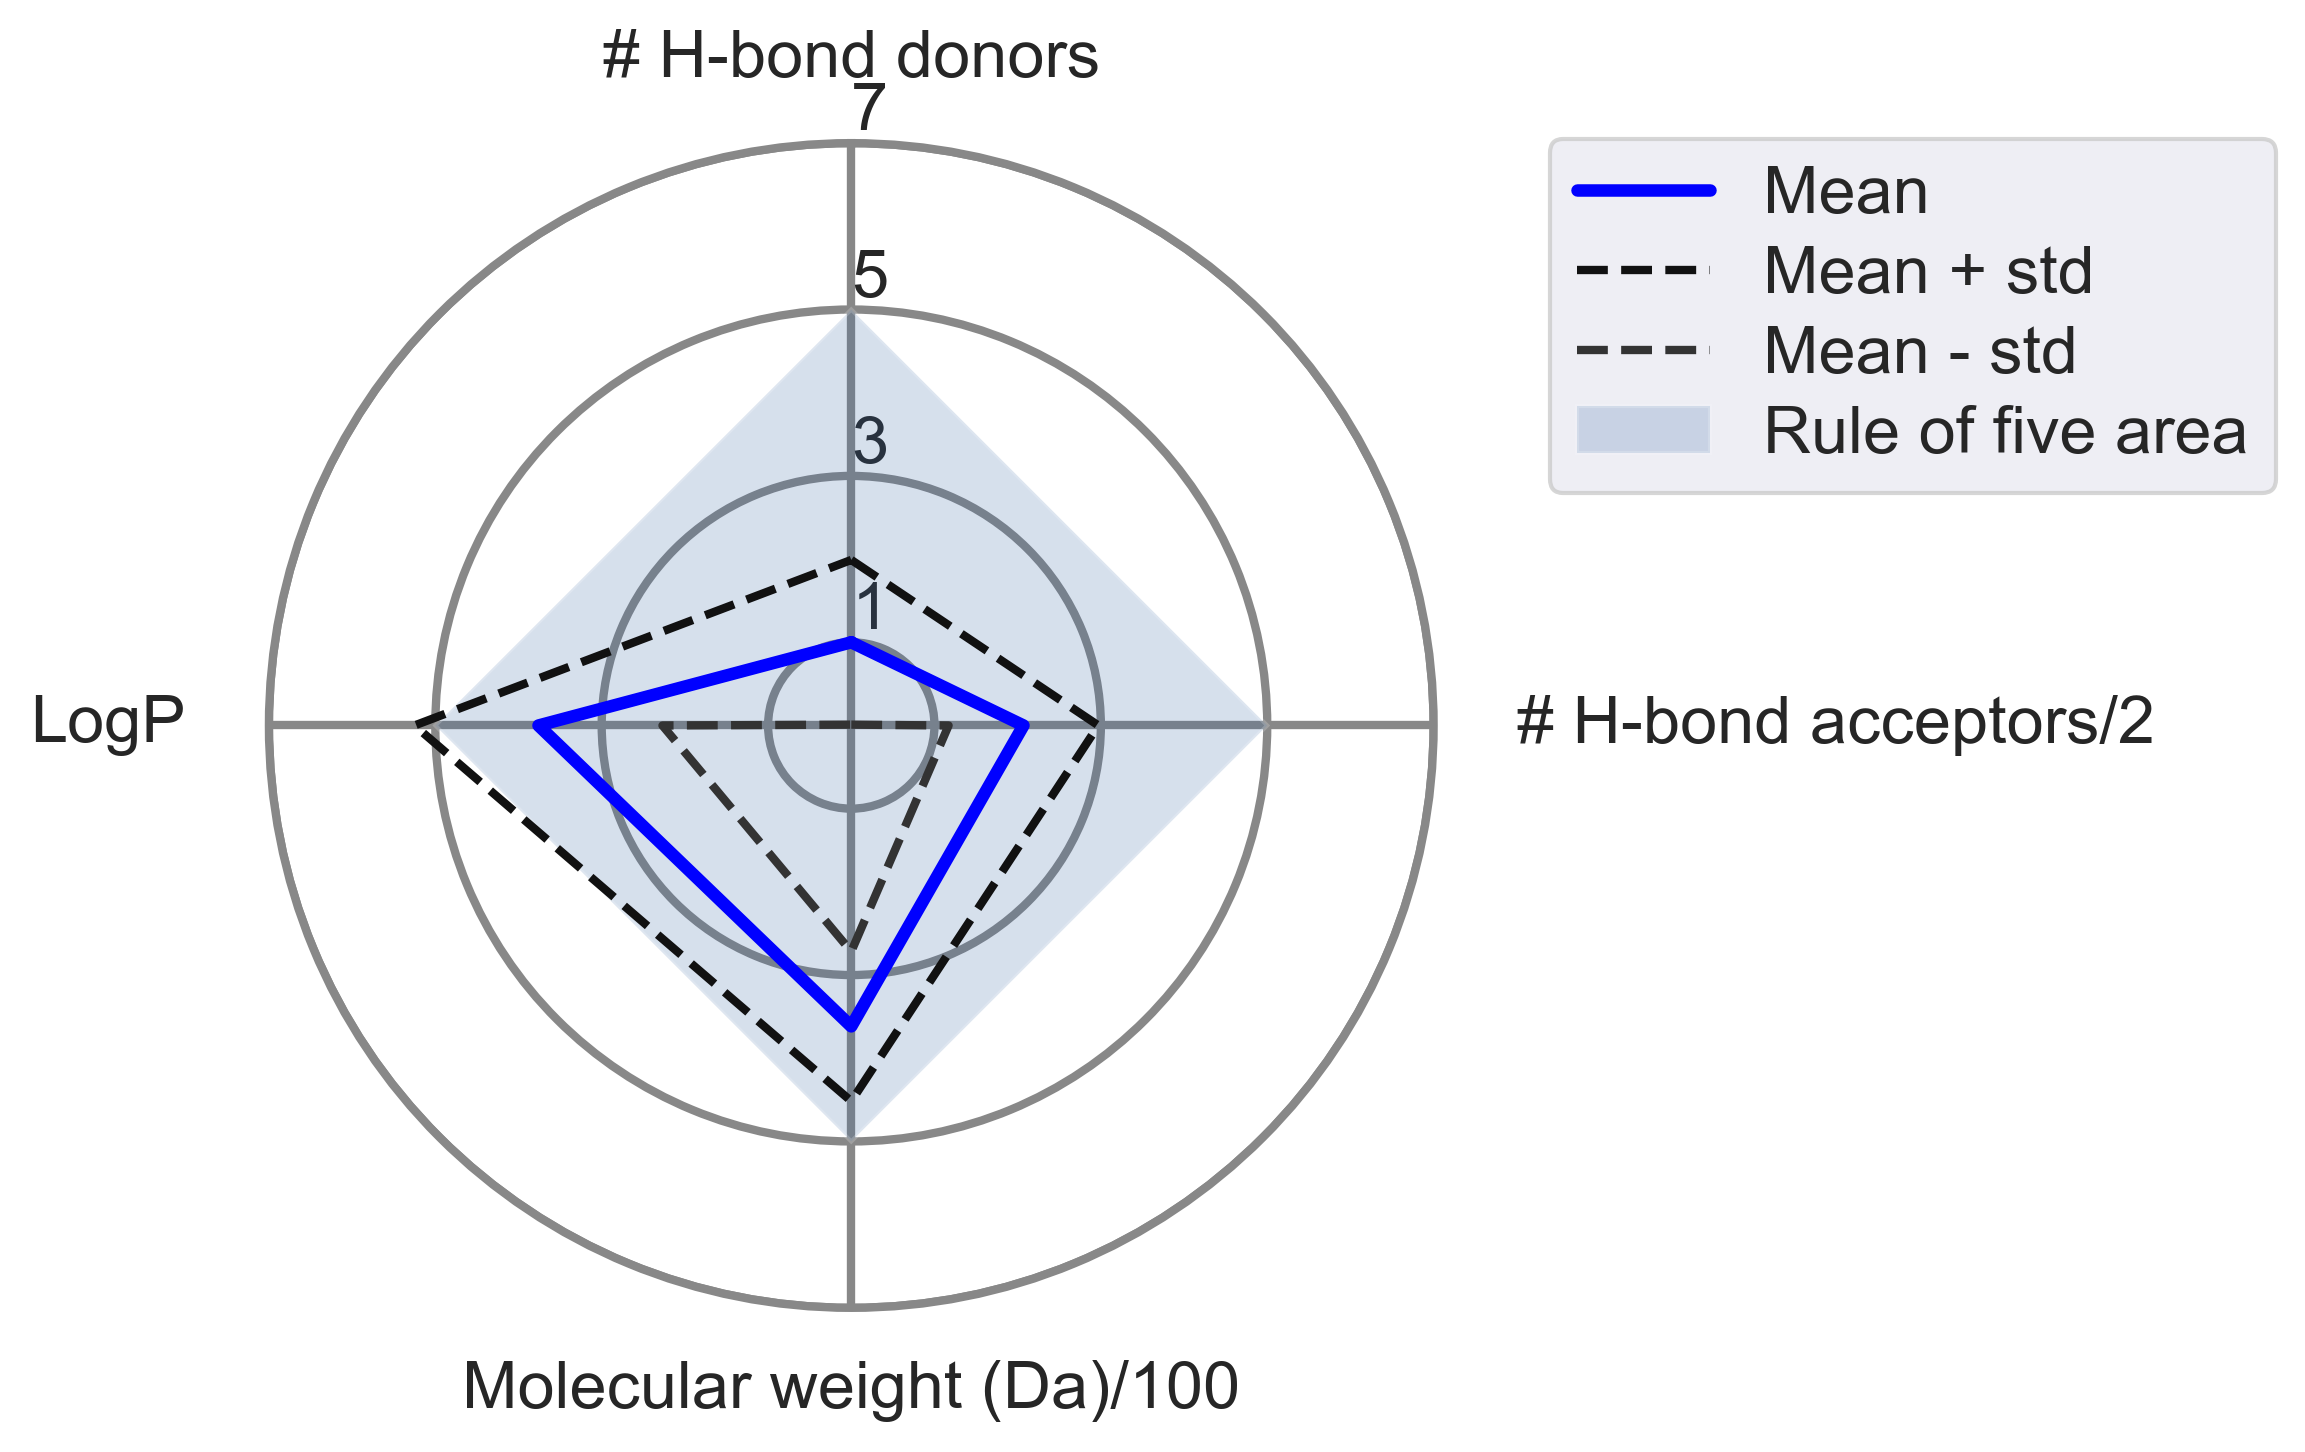 # H-bond donors
7
5
3
1
LogP
# H-bond acceptors/2
Molecular weight (Da)/100
Mean
Mean + std
Mean - std
Rule of five area